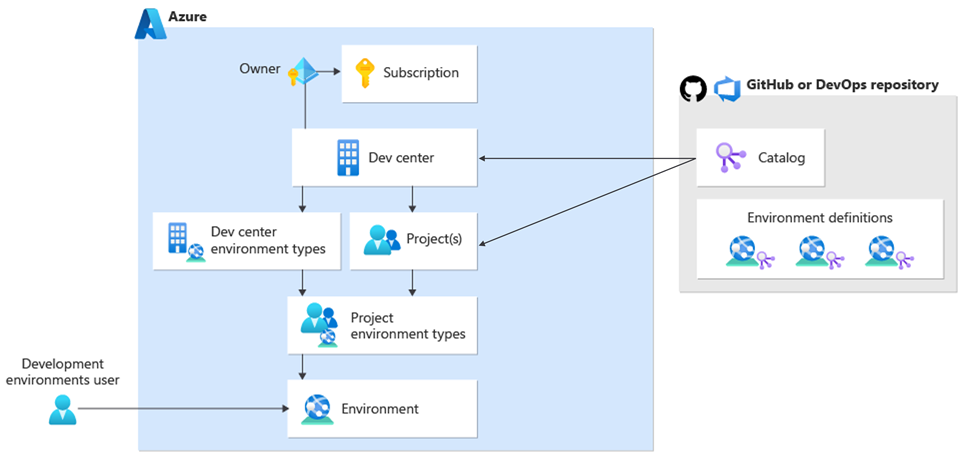 Azure
Owner
Subscription
GitHub or DevOps repository
Dev center
Catalog
Dev center
environment types
Project(s)
Environment definitions
Project
environment types
Development
environments user
Environment